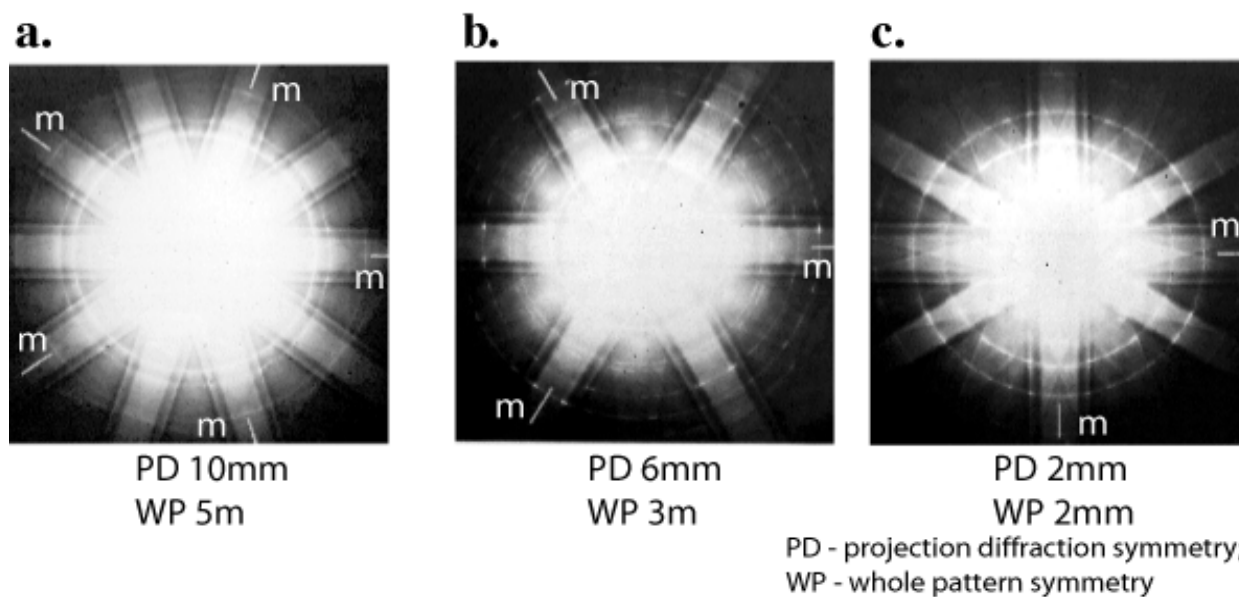 a.
b.
c.
m
m
m
m
m
m
m
m
m
m
PD 10mm
WP 5m
PD 6mm
WP 3m
PD 2mm
WP 2mm
PD - projection diffraction symmetry;
WP - whole pattern symmetry